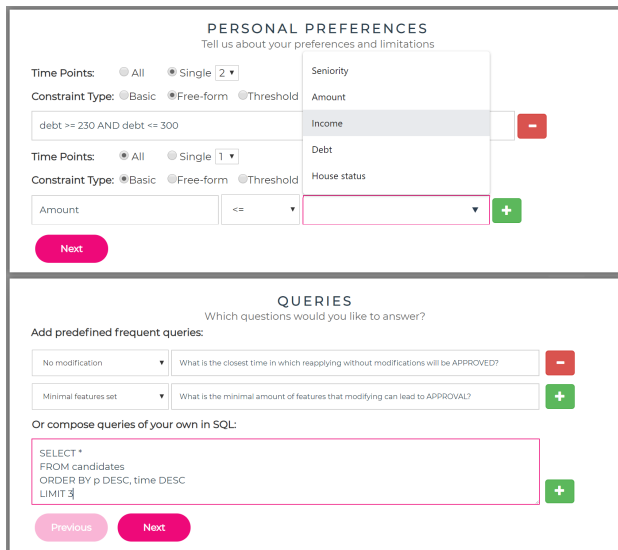 PERSONAL PREFERENCES
Tell us about your preferences and limitations
Time Points: All Single 2
Constraint Type: Basic Free-form Threshold
debt >= 230 AND debt <= 300
Seniority
Amount
Income
Debt
House status
Time Points: All Single 1
Constraint Type: Basic Free-form Threshold
Amount <=
Next
QUERIES
Which questions would you like to answer?
Add predefined frequent queries:
No modification What is the closest time in which reapplying without modifications will be APPROVED?
Minimal features set What is the minimal amount of features that modifying can lead to APPROVAL?
Or compose queries of your own in SQL:
SELECT *
FROM candidates
ORDER BY p DESC, time DESC
LIMIT 3
Previous Next